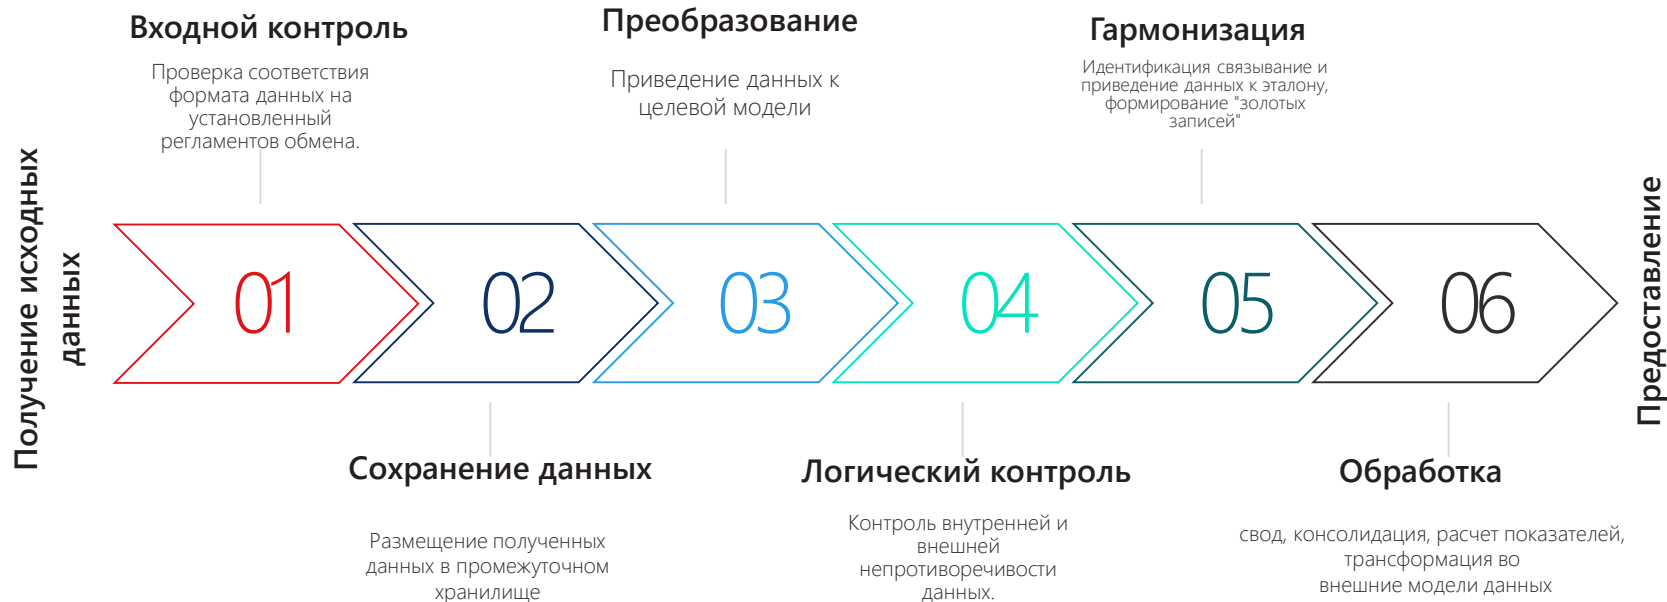 Получение исходных
данных
Входной контроль
Проверка соответствия
формата данных на
установленный
регламентов обмена.
01
02
Сохранение данных
Размещение полученных
данных в промежуточном
хранилище
Преобразование
Приведение данных к
целевой модели
03
04
Логический контроль
Контроль внутренней и
внешней
непротиворечивости
данных.
Гармонизация
Идентификация связывание и
приведение данных к эталону,
формирование "золотых
записей"
05
06
Обработка
свод, консолидация, расчет показателей,
трансформация во
внешние модели данных
Предоставление